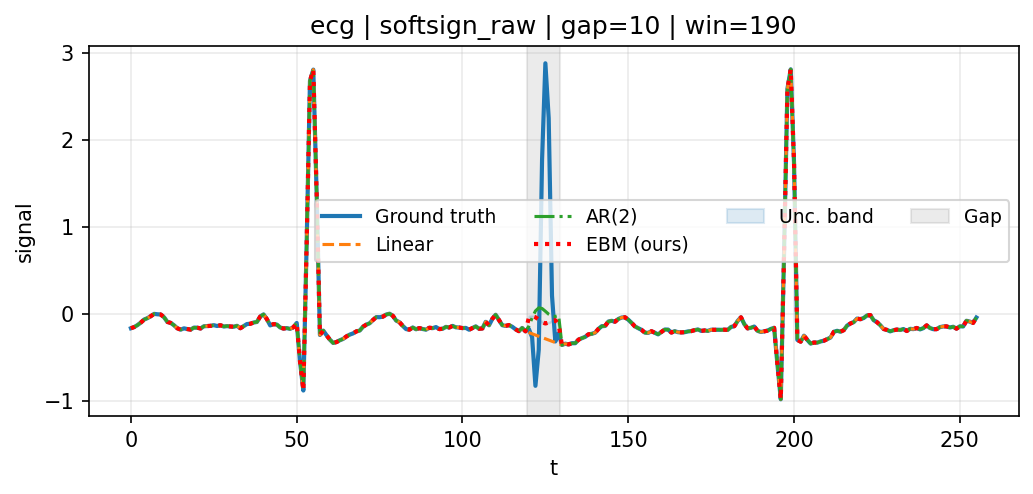 ecg | softsign_raw | gap=10 | win=190
3
2
1
0
−1
signal
Ground truth
Linear
AR(2)
EBM (ours)
Unc. band
Gap
0
50
100
150
200
250
t